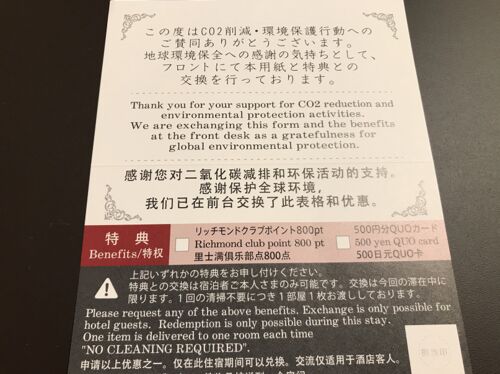 この度はCO2削減・環境保護行動への
ご賛同ありがとうございます。
地球環境保全への感謝の気持ちとして、
フロントにて本用紙と特典との
交換を行っております。
Thank you for your support for CO2 reduction and
environmental protection activities.
We are exchanging this form and the benefits
at the front desk as a gratefulness for
global environmental protection.
感谢您对二氧化碳减排和环保活动的支持。
感谢保护全球环境，
我们已在前台交换了此表格和优惠。
特典
Benefits/特权
リッチモンドクラブポイント800pt
Richmond club point 800 pt
里士满俱乐部点800点
500円分QUOカード
500 yen QUO card
500日元QUO卡
上記いずれかの特典をお申し付けください。
特典との交換は宿泊者ご本人さまのみ可能です。交換は今回の滞在中に
限ります。1回の清掃不要につき1部屋1枚お渡ししております。
Please request any of the above benefits. Exchange is only possible for
hotel guests. Redemption is only possible during this stay.
One item is delivered to one room each time
"NO CLEANING REQUIRED".
申请以上优惠之一。仅在此住宿期间可以兑换。交流仅适用于酒店客人。
担当印